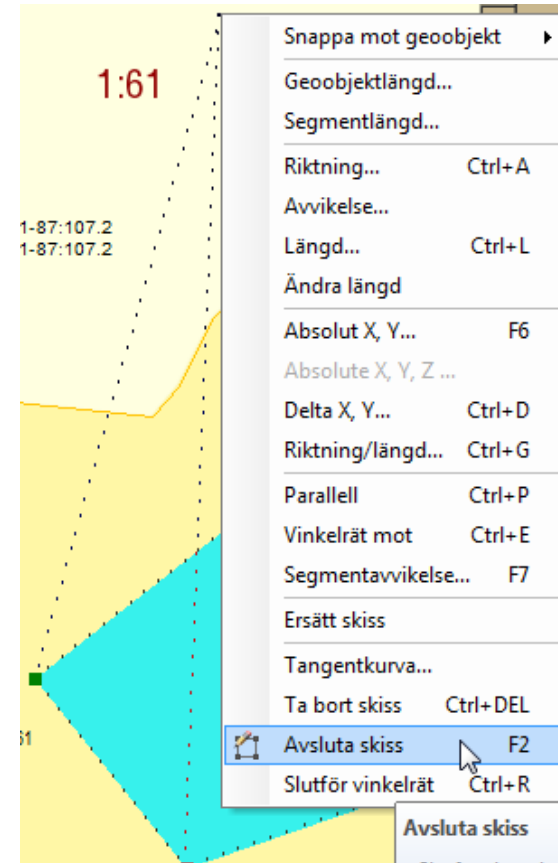 1:61
1-87:107.2
1-87:107.2
Snappa mot geoobjekt
Geoobjektlängd...
Segmentlängd...
Riktning... Ctrl+A
Avvikelse...
Längd... Ctrl+L
Ändra längd
Absolut X, Y... F6
Absolute X, Y, Z ...
Delta X, Y... Ctrl+D
Riktning/längd... Ctrl+G
Parallell Ctrl+P
Vinkelrät mot Ctrl+E
Segmentavvikelse... F7
Ersätt skiss
Tangentkurva...
Ta bort skiss Ctrl+DEL
Avsluta skiss F2
Slutför vinkelrät Ctrl+R
Avsluta skiss